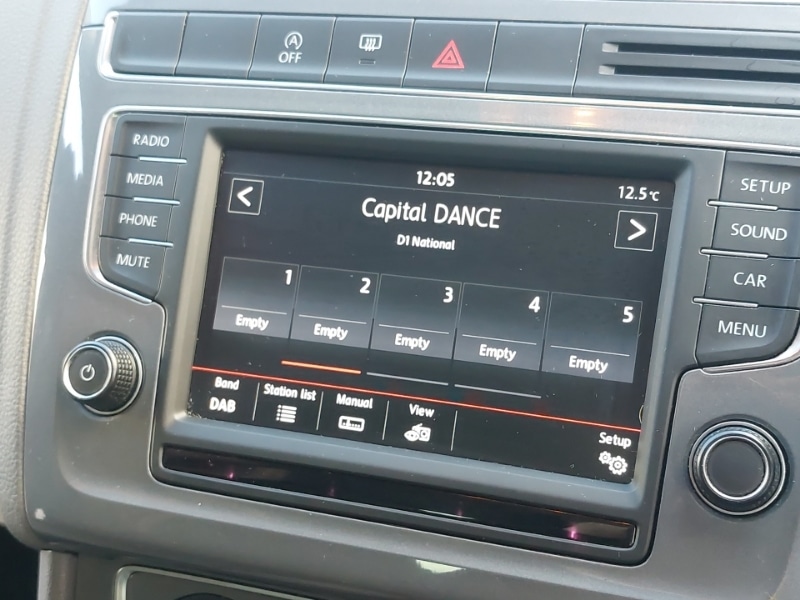 A
OFF
RADIO
MEDIA
PHONE
MUTE
12:05
12.5°C
<
Capital DANCE
>
D1 National
1 2 3 4 5
Empty Empty Empty Empty Empty
Band Station list Manual View Setup
DAB
SETUP
SOUND
CAR
MENU